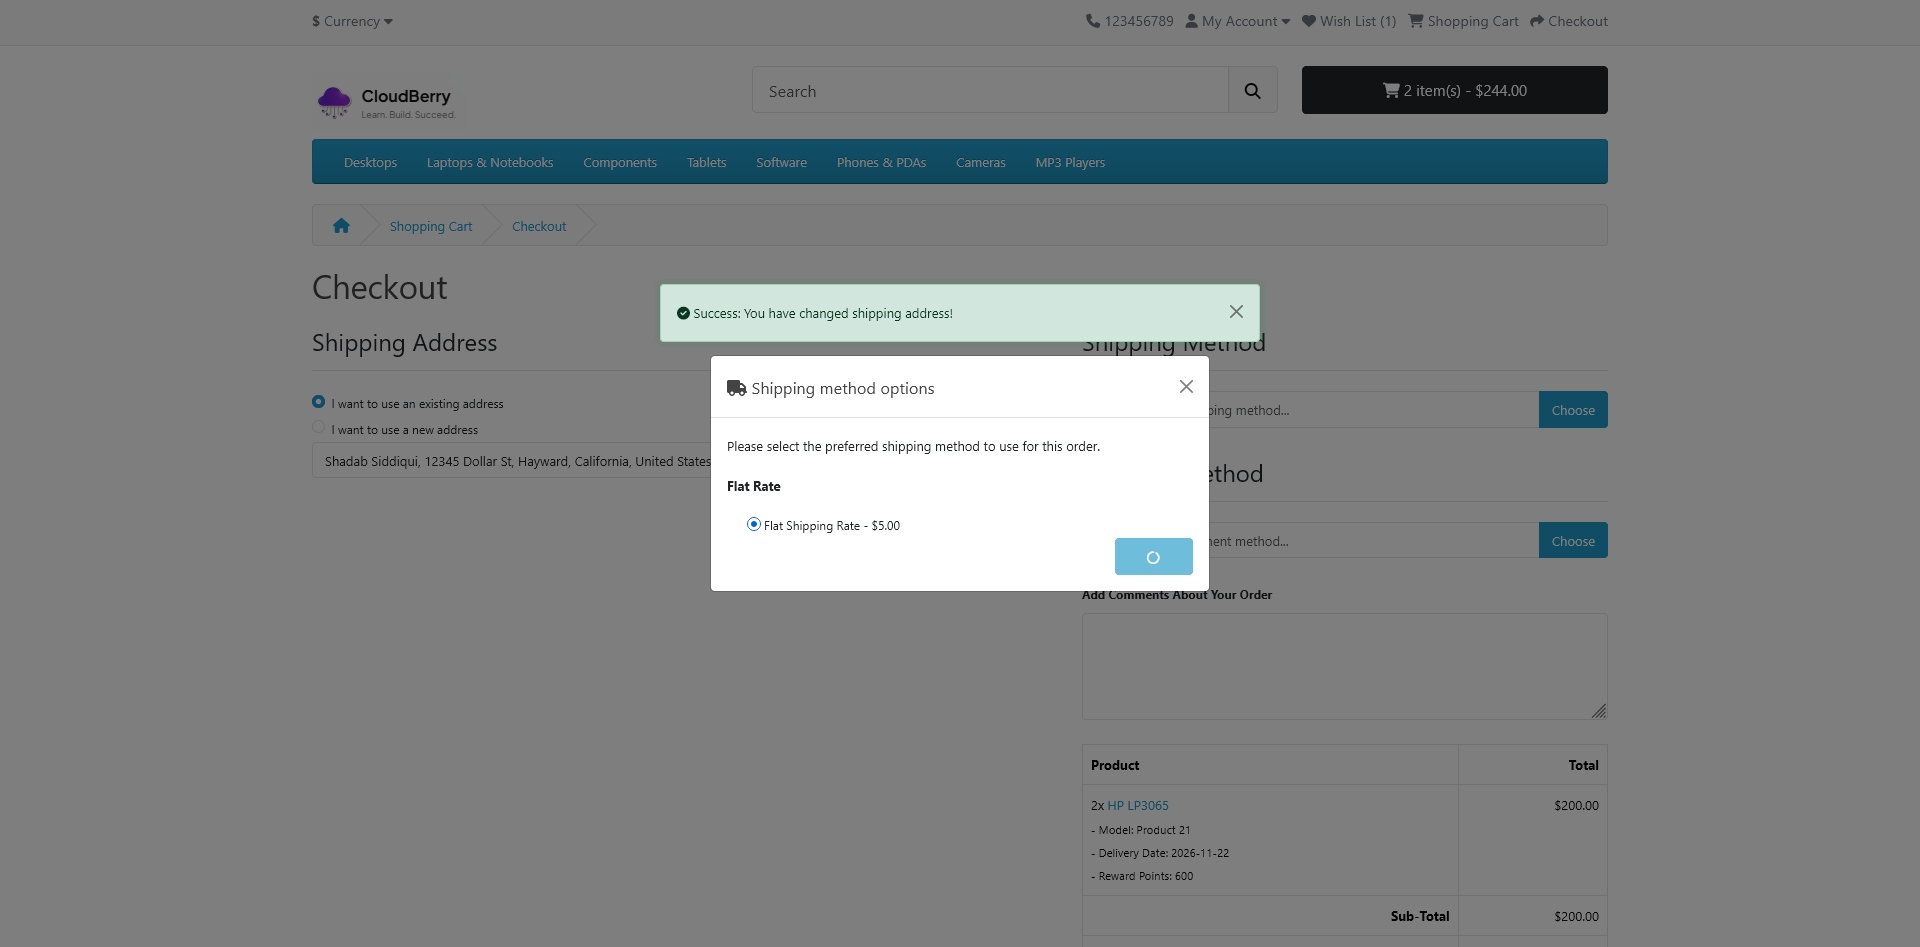 $ Currency
123456789 My Account Wish List (1) Shopping Cart Checkout
CloudBerry
Learn. Build. Succeed.
Search
2 item(s) - $244.00
Desktops Laptops & Notebooks Components Tablets Software Phones & PDAs Cameras MP3 Players
Shopping Cart Checkout
Checkout
Success: You have changed shipping address!
Shipping Address
I want to use an existing address
I want to use a new address
Shadab Siddiqui, 12345 Dollar St, Hayward, California, United States
Shipping method options
Please select the preferred shipping method to use for this order.
Flat Rate
Flat Shipping Rate - $5.00
Shipping Method
method...
Choose
method...
Choose
Add Comments About Your Order
Product Total
2x HP LP3065 $200.00
- Model: Product 21
- Delivery Date: 2026-11-22
- Reward Points: 600
Sub-Total $200.00